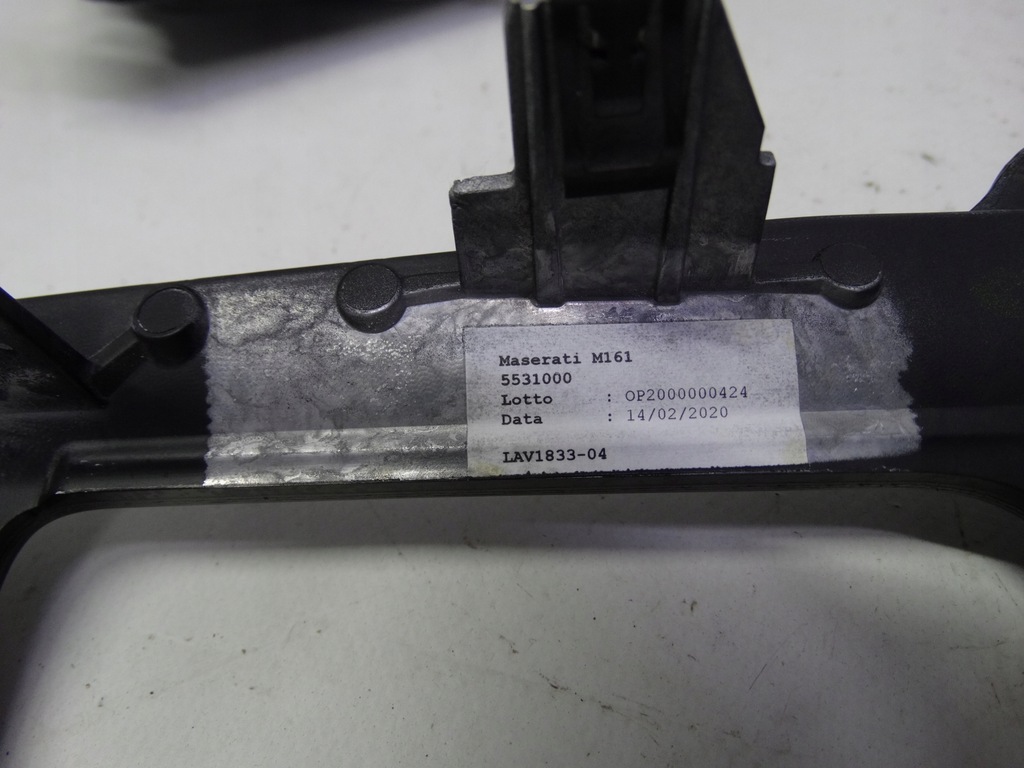 Maserati M161
5531000
Lotto : OP2000000424
Data : 14/02/2020
LAV1833-04